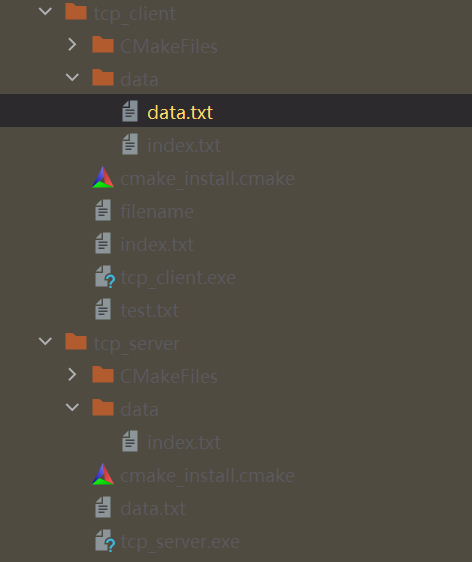 tcp_client
CMakeFiles
data
data.txt
index.txt
cmake_install.cmake
filename
index.txt
tcp_client.exe
test.txt
tcp_server
CMakeFiles
data
index.txt
cmake_install.cmake
data.txt
tcp_server.exe